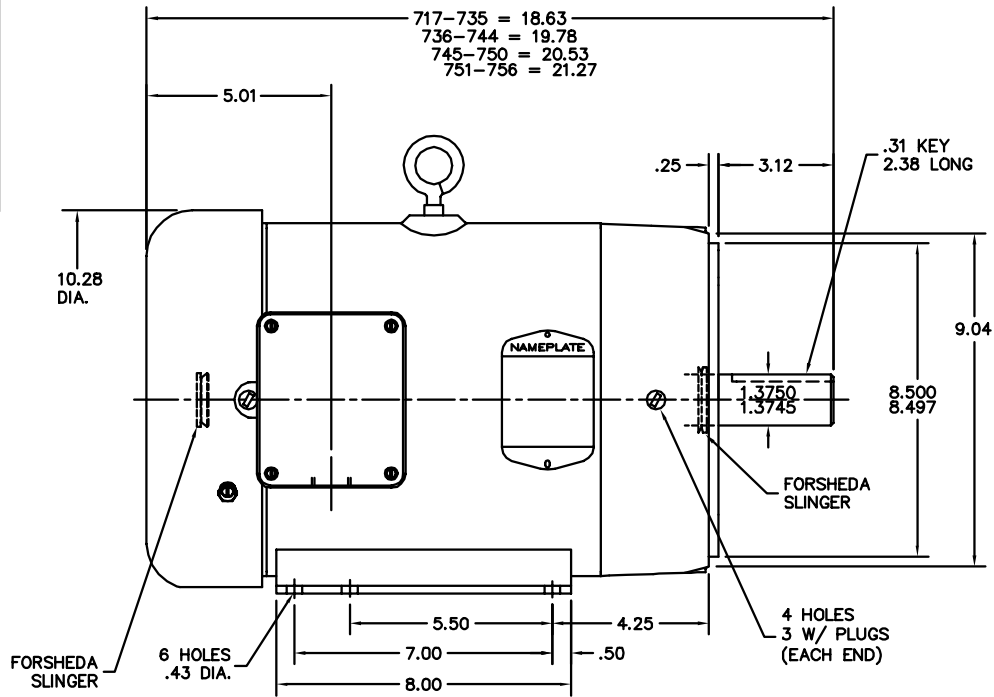 717-735 = 18.63
736-744 = 19.78
745-750 = 20.53
751-756 = 21.27
5.01
.25
3.12
.31 KEY
2.38 LONG
10.28
DIA.
9.04
NAMEPLATE
1.3750
1.3745
8.500
8.497
FORSHEDA
SLINGER
5.50
4.25
4 HOLES
3 W/ PLUGS
(EACH END)
FORSHEDA
SLINGER
6 HOLES
.43 DIA.
7.00
.50
8.00